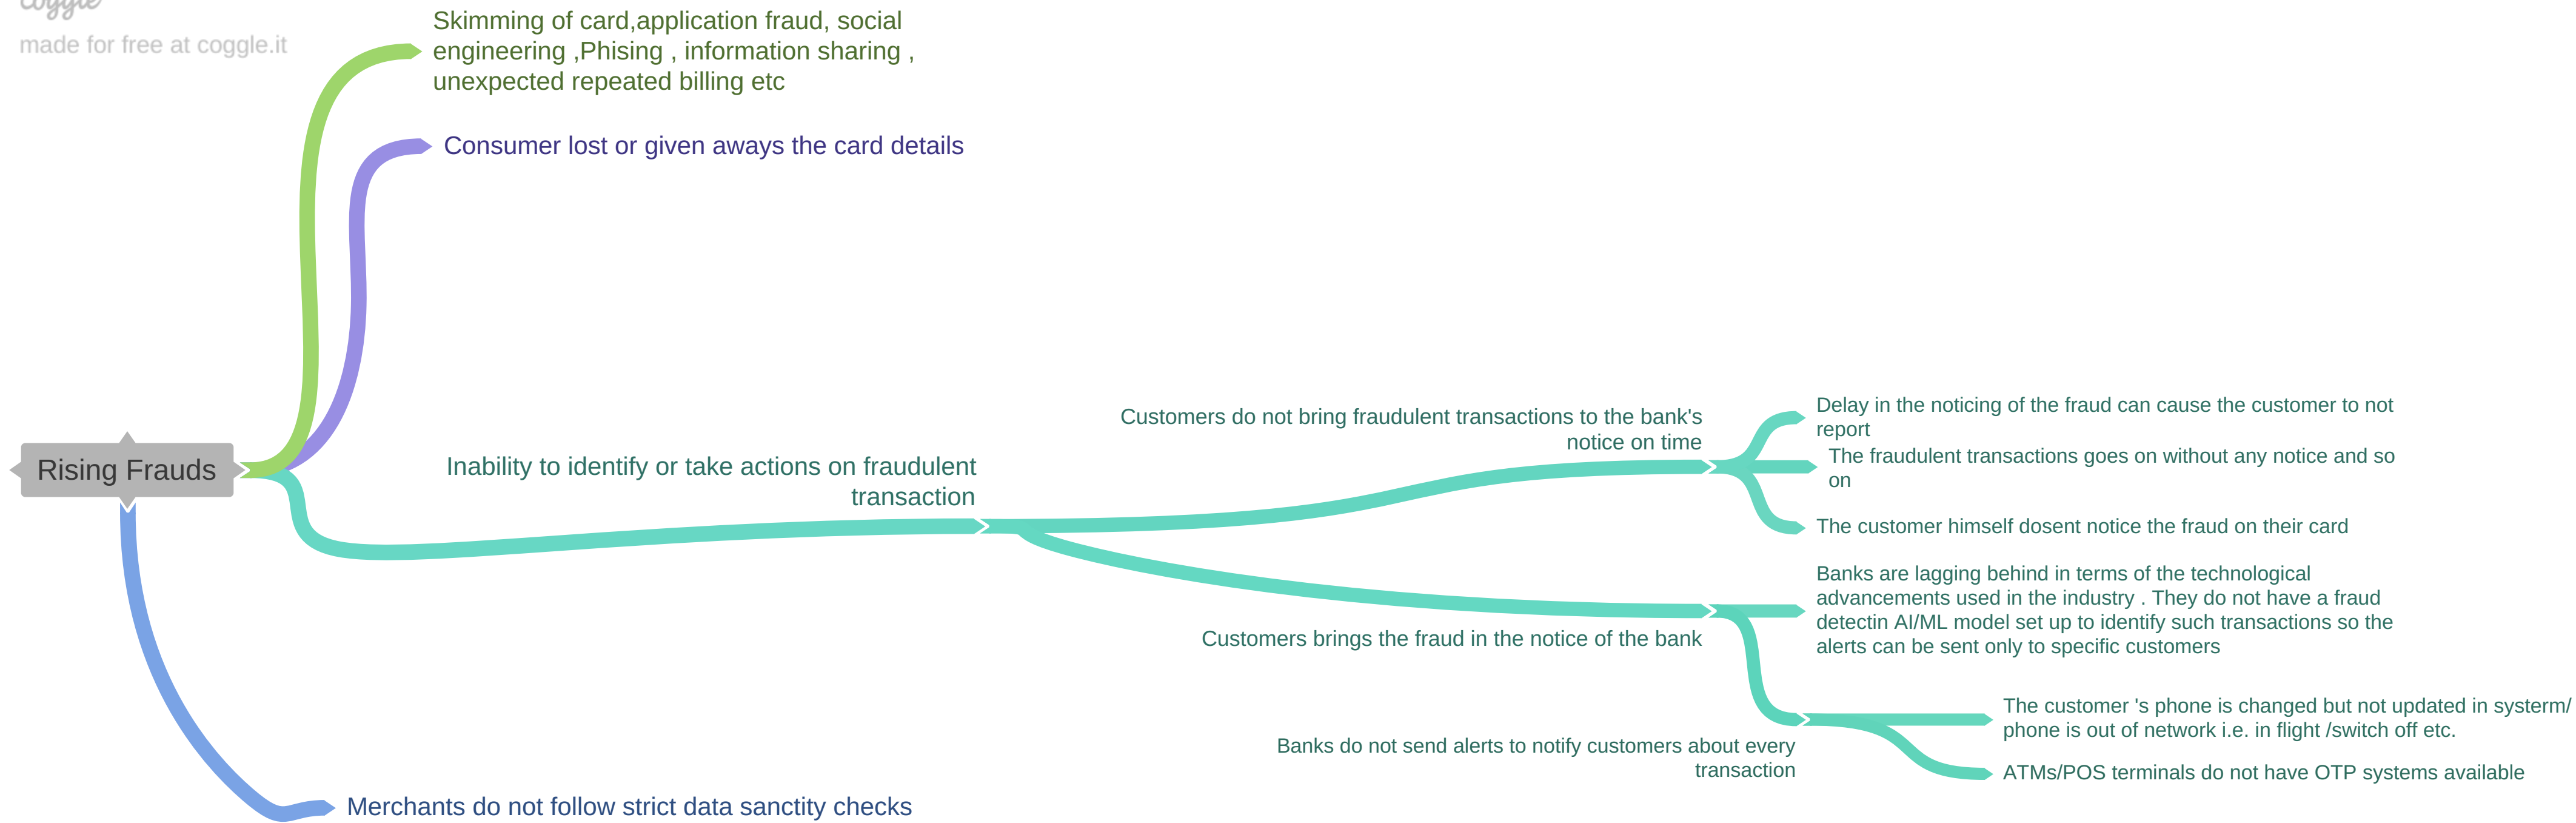 coggle
made for free at coggle.it
Skimming of card,application fraud, social
engineering ,Phising , information sharing ,
unexpected repeated billing etc
Consumer lost or given aways the card details
Rising Frauds
Inability to identify or take actions on fraudulent
transaction
Customers do not bring fraudulent transactions to the bank's
notice on time
Delay in the noticing of the fraud can cause the customer to not
report
The fraudulent transactions goes on without any notice and so
on
The customer himself dosent notice the fraud on their card
Customers brings the fraud in the notice of the bank
Banks are lagging behind in terms of the technological
advancements used in the industry . They do not have a fraud
detectin AI/ML model set up to identify such transactions so the
alerts can be sent only to specific customers
Banks do not send alerts to notify customers about every
transaction
The customer 's phone is changed but not updated in systerm/
phone is out of network i.e. in flight /switch off etc.
ATMs/POS terminals do not have OTP systems available
Merchants do not follow strict data sanctity checks